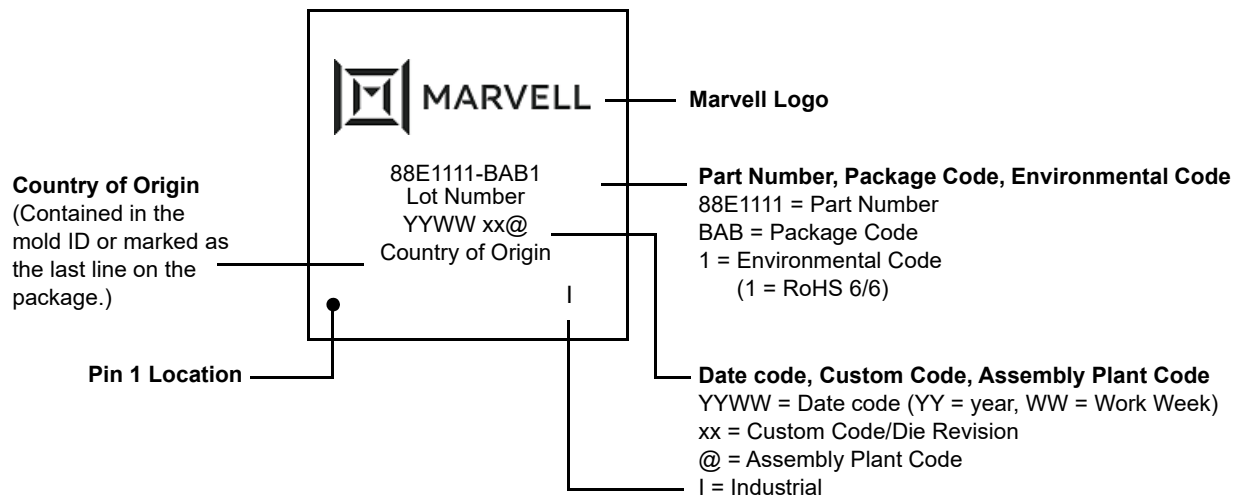 MARVELL
Marvell Logo
88E1111-BAB1
Lot Number
YYWW xx@
Country of Origin
I
Country of Origin
(Contained in the
mold ID or marked as
the last line on the
package.)
Pin 1 Location
Part Number, Package Code, Environmental Code
88E1111 = Part Number
BAB = Package Code
1 = Environmental Code
(1 = RoHS 6/6)
Date code, Custom Code, Assembly Plant Code
YYWW = Date code (YY = year, WW = Work Week)
xx = Custom Code/Die Revision
@ = Assembly Plant Code
I = Industrial